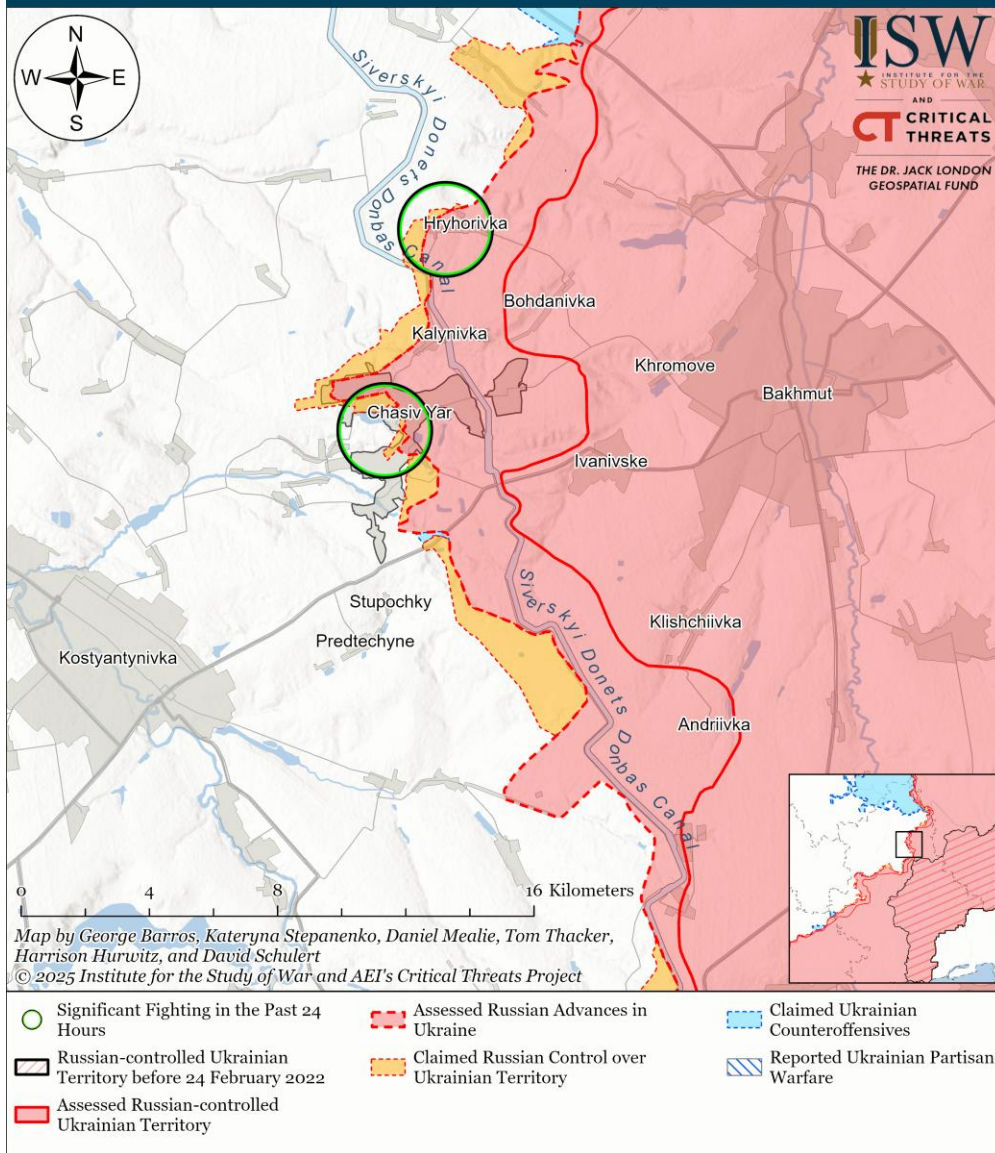 N
W
E
S
ISW
INSTITUTE FOR THE
STUDY OF WAR
AND
CT CRITICAL
THREATS
THE DR. JACK LONDON
GEOSPATIAL FUND
Siverskyi Donets Donbas Canal
Hryhorivka
Bohdanivka
Kalynivka
Khromove
Bakhmut
Chasiv Yar
Ivanivske
Siverskyi Donets Donbas Canal
Stupochky
Klishchiivka
Predtechyne
Kostyantynivka
Andriivka
0 4 8 16 Kilometers
Map by George Barros, Kateryna Stepanenko, Daniel Mealie, Tom Thacker,
Harrison Hurwitz, and David Schulert
© 2025 Institute for the Study of War and AEI's Critical Threats Project
Significant Fighting in the Past 24
Hours
Russian-controlled Ukrainian
Territory before 24 February 2022
Assessed Russian-controlled
Ukrainian Territory
Assessed Russian Advances in
Ukraine
Claimed Russian Control over
Ukrainian Territory
Claimed Ukrainian
Counteroffensives
Reported Ukrainian Partisan
Warfare